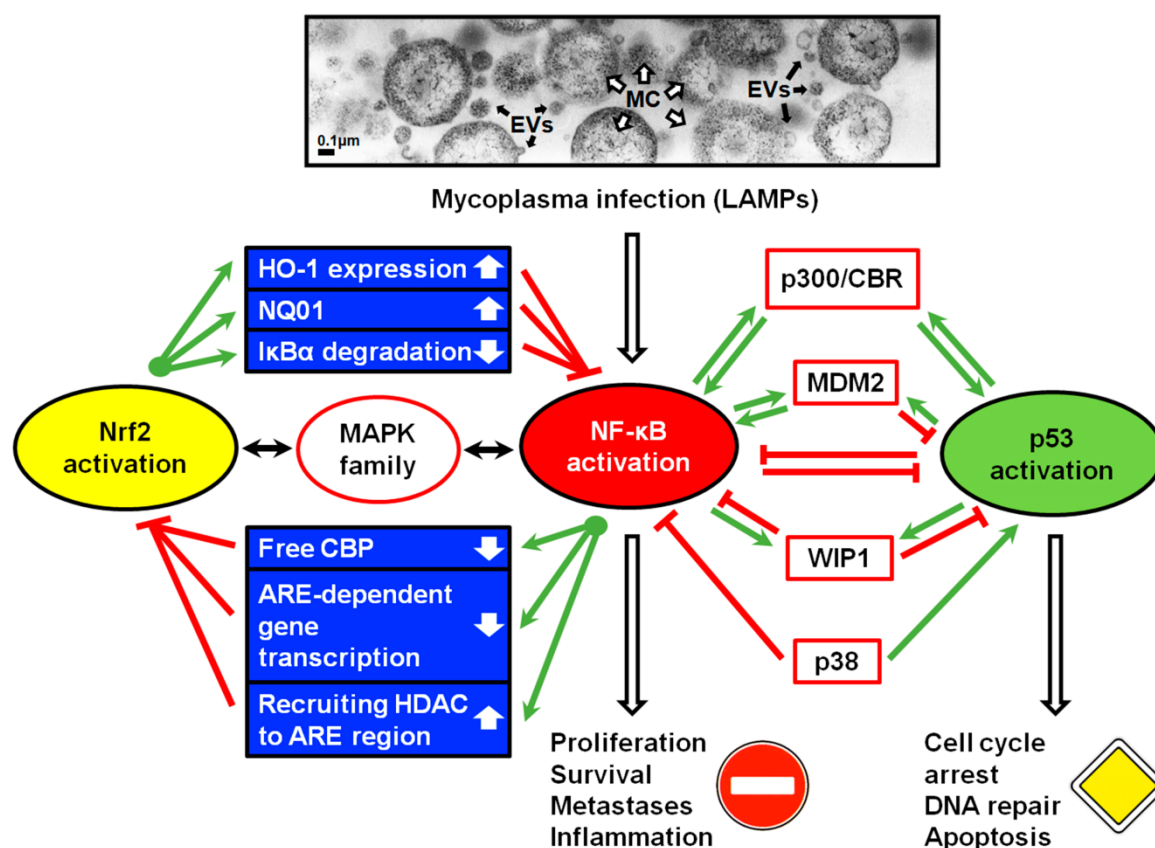 EVs
MC
EVs
0.1µm
Mycoplasma infection (LAMPs)
HO-1 expression
NQ01
IκBα degradation
p300/CBR
MDM2
Nrf2
activation
MAPK
family
NF-κB
activation
p53
activation
Free CBP
ARE-dependent
gene
transcription
Recruiting HDAC
to ARE region
WIP1
p38
Proliferation
Survival
Metastases
Inflammation
Cell cycle
arrest
DNA repair
Apoptosis